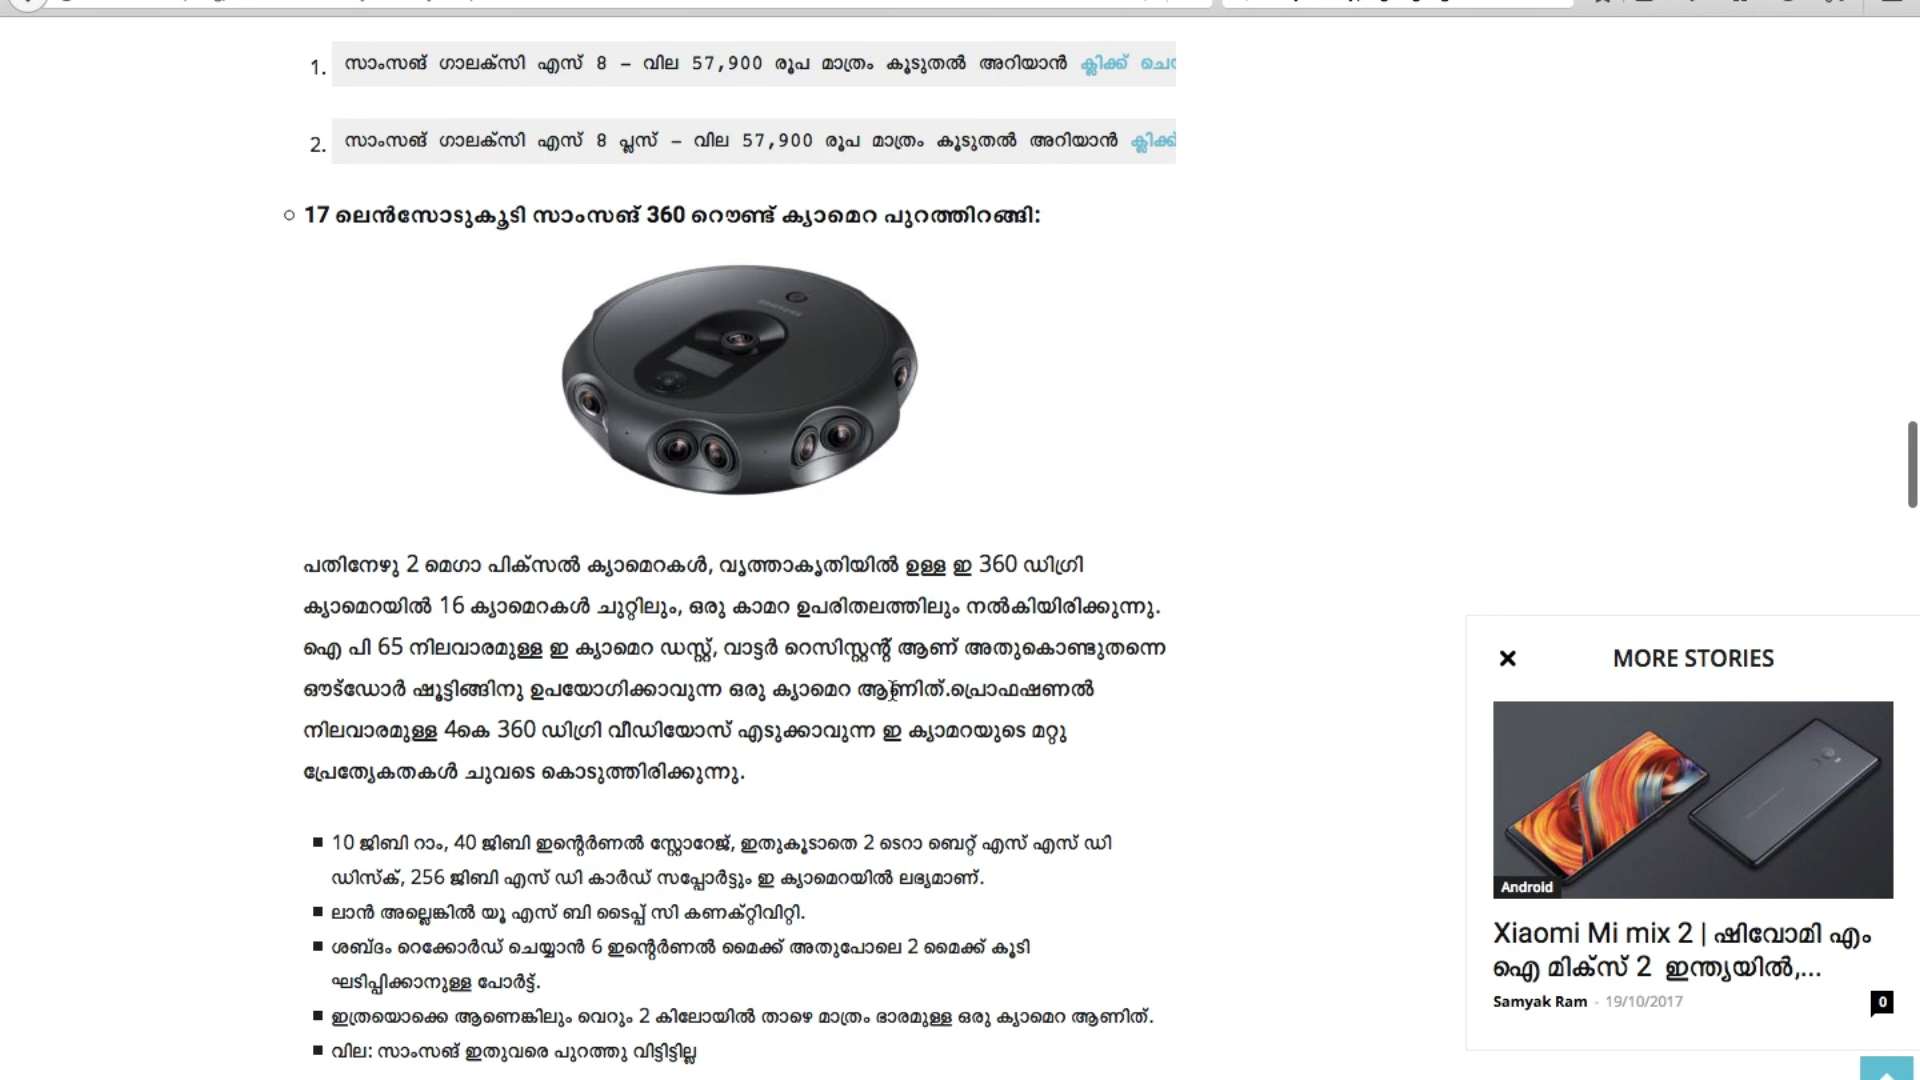 1. സാംസങ് ഗാലക്സി എസ് 8 – വില 57,900 രൂപ മാത്രം കൂടുതൽ അറിയാൻ ക്ലിക്ക്
2. സാംസങ് ഗാലക്സി എസ് 8 പ്ലസ് – വില 57,900 രൂപ മാത്രം കൂടുതൽ അറിയാൻ ക്ലിക്ക്
17 ലെൻസോടുകൂടി സാംസങ് 360 റൌണ്ട് ക്യാമെറ പുറത്തിറങ്ങി:
SAMSUNG
പതിനേഴു 2 മെഗാ പിക്സൽ ക്യാമെറകൾ, വൃത്താകൃതിയിൽ ഉള്ള ഇ 360 ഡിഗ്രി
ക്യാമെറയിൽ 16 ക്യാമെറകൾ ചുറ്റിലും, ഒരു കാമറ ഉപരിതലത്തിലും നൽകിയിരിക്കുന്നു.
ഐ പി 65 നിലവാരമുള്ള ഇ ക്യാമെറ ഡസ്റ്റ്, വാട്ടർ റെസിസ്റ്റന്റ് ആണ് അതുകൊണ്ടുതന്നെ
ഔട്ഡോർ ഷൂട്ടിങ്ങിനു ഉപയോഗിക്കാവുന്ന ഒരു ക്യാമെറ ആണിത്.പ്രൊഫഷണൽ
നിലവാരമുള്ള 4കെ 360 ഡിഗ്രി വീഡിയോസ് എടുക്കാവുന്ന ഇ ക്യാമറയുടെ മറ്റു
പ്രേത്യേകതകൾ ചുവടെ കൊടുത്തിരിക്കുന്നു.
10 ജിബി റാം, 40 ജിബി ഇന്റെർണൽ സ്റ്റോറേജ്, ഇതുകൂടാതെ 2 ടെറാ ബൈറ്റ് എസ് എസ് ഡി
ഡിസ്ക്, 256 ജിബി എസ് ഡി കാർഡ് സപ്പോർട്ടും ഇ ക്യാമെറയിൽ ലഭ്യമാണ്.
ലാൻ അല്ലെങ്കിൽ യൂ എസ് ബി ടൈപ്പ് സി കണക്റ്റിവിറ്റി.
ശബ്ദം റെക്കോർഡ് ചെയ്യാൻ 6 ഇന്റെർണൽ മൈക്ക് അതുപോലെ 2 മൈക്ക് കൂടി
ഘടിപ്പിക്കാനുള്ള പോർട്ട്.
ഇത്രയൊക്കെ ആണെങ്കിലും വെറും 2 കിലോയിൽ താഴെ മാത്രം ഭാരമുള്ള ഒരു ക്യാമെറ ആണിത്.
വില: സാംസങ് ഇതുവരെ പുറത്തു വിട്ടിട്ടില്ല
MORE STORIES
Android
Xiaomi Mi mix 2 | ഷിവോമി എം
ഐ മിക്സ് 2 ഇന്ത്യയിൽ,...
Samyak Ram - 19/10/2017
0